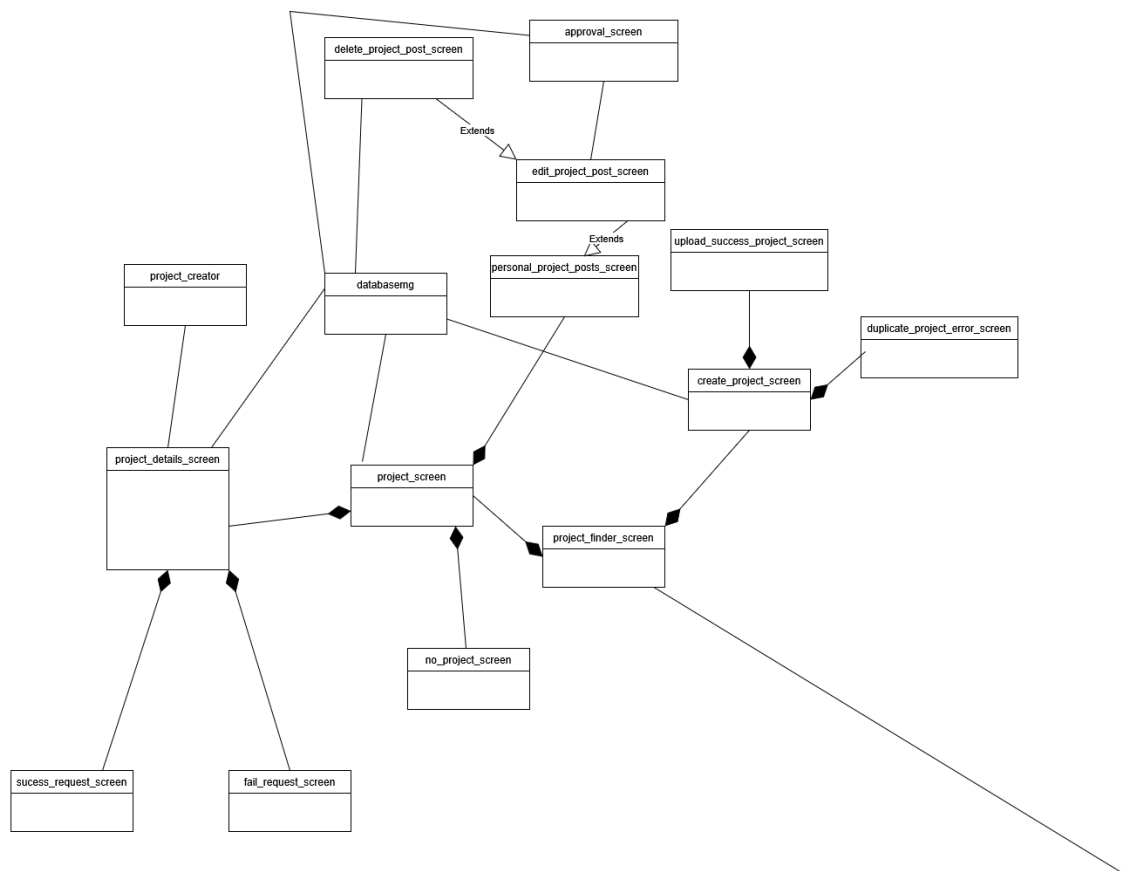 approval_screen
delete_project_post_screen
Extends
edit_project_post_screen
Extends
upload_success_project_screen
personal_project_posts_screen
project_creator
databasemg
duplicate_project_error_screen
create_project_screen
project_details_screen
project_screen
project_finder_screen
no_project_screen
sucess_request_screen
fail_request_screen